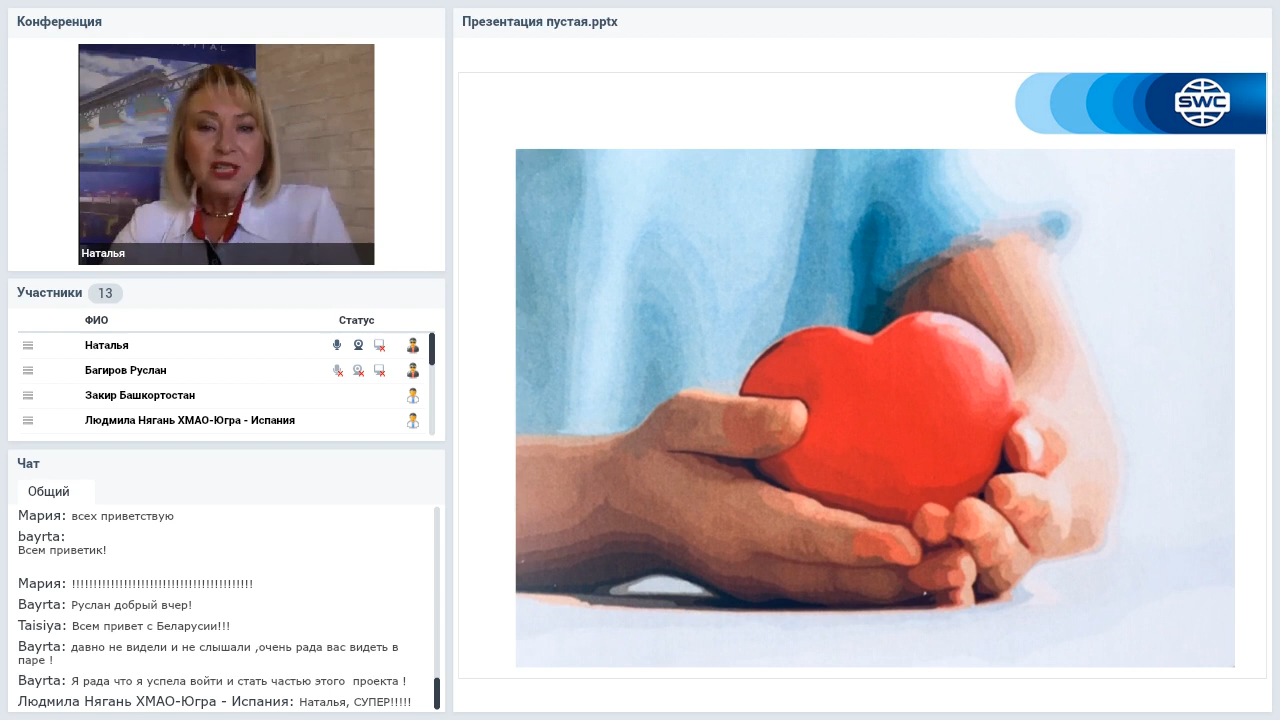 Конференция
Наталья
Участники 13
ФИО Статус
Наталья
Багиров Руслан
Закир Башкортостан
Людмила Нягань ХМАО-Югра - Испания
Чат
Общий
Мария: всех приветствую
bayrta:
Всем приветик!
Мария: !!!!!!!!!!!!!!!!!!!!!!!!!!!!!!!!!!!!!!!!!!
Bayrta: Руслан добрый вчер!
Taisiya: Всем привет с Беларусии!!!
Bayrta: давно не видели и не слышали ,очень рада вас видеть в
паре !
Bayrta: Я рада что я успела войти и стать частью этого  проекта !
Людмила Нягань ХМАО-Югра - Испания: Наталья, СУПЕР!!!!!
Презентация пустая.pptx
SWC